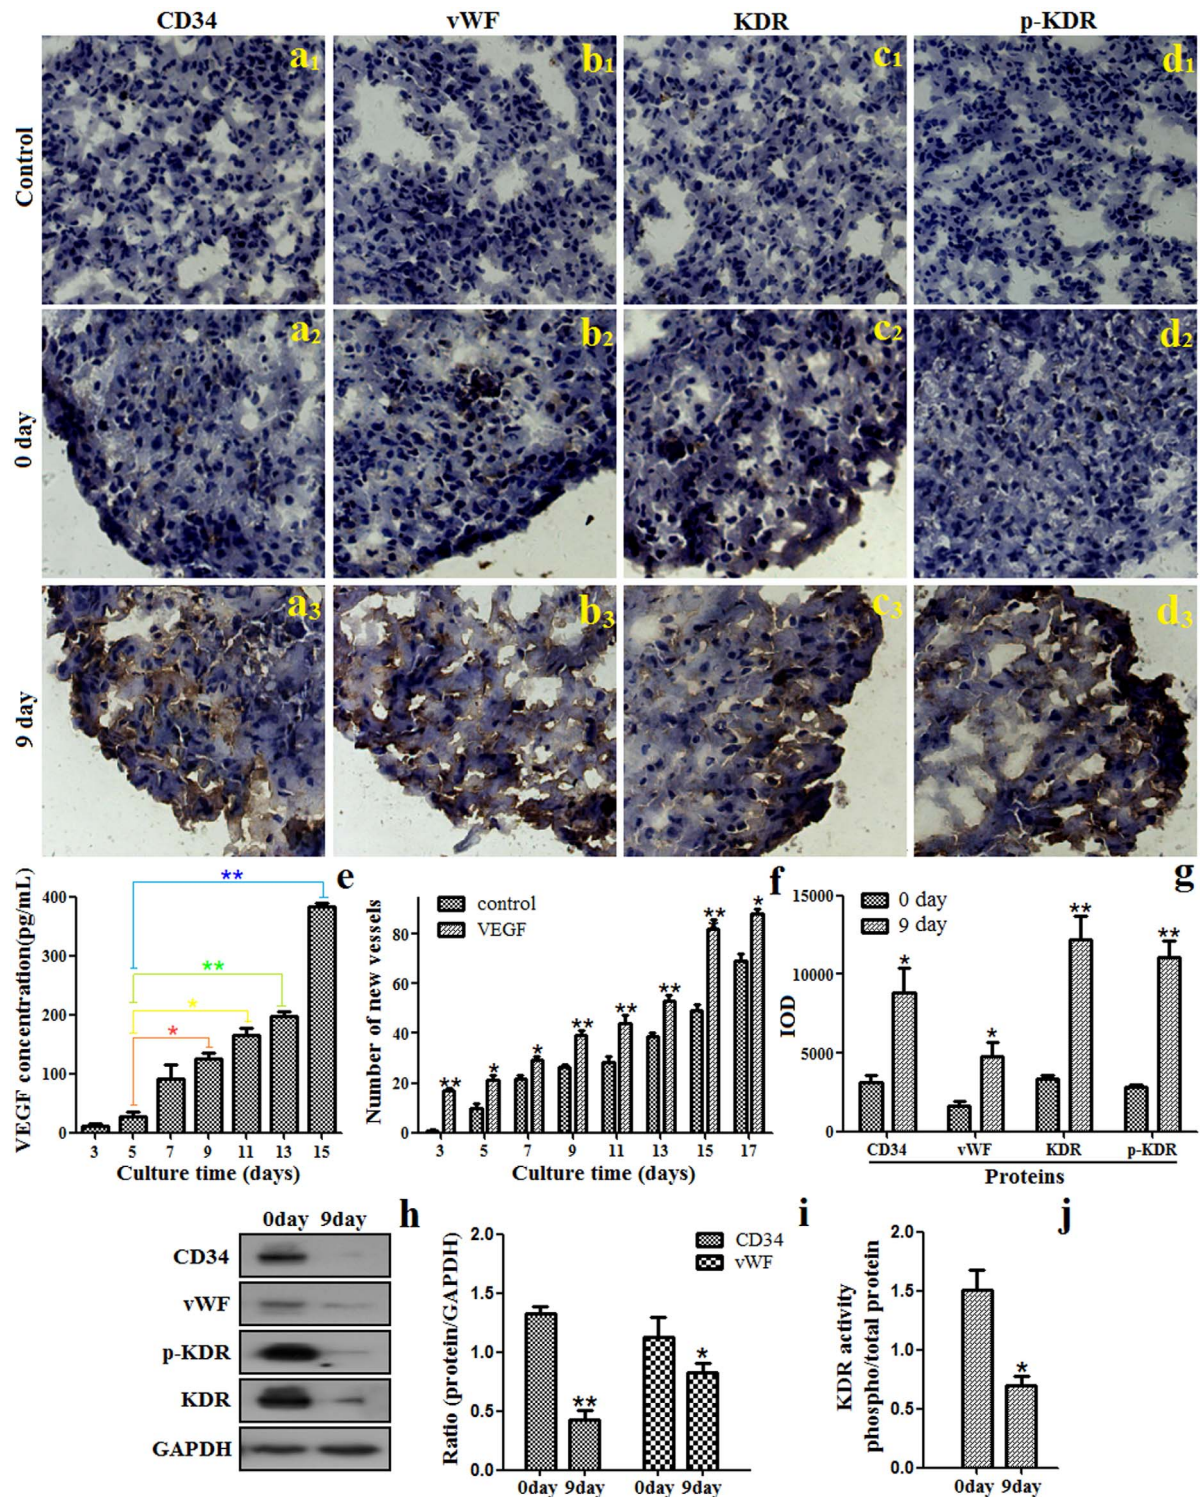 CD34 vWF KDR p-KDR
Control
a1 b1 c1 d1
0 day
a2 b2 c2 d2
9 day
a3 b3 c3 d3
e
VEGF concentration(pg/mL)
400
300
200
100
0
** ** * *
3 5 7 9 11 13 15
Culture time (days)
f
Number of new vessels
control
VEGF
80
60
40
20
0
** * * ** ** ** ** *
3 5 7 9 11 13 15 17
Culture time (days)
g
IOD
15000
10000
5000
0
0 day
9 day
* * ** **
CD34 vWF KDR p-KDR
Proteins
h
0day 9day
CD34
vWF
p-KDR
KDR
GAPDH
i
Ratio (protein/GAPDH)
2.0
1.5
1.0
0.5
0.0
CD34
vWF
** *
0day 9day 0day 9day
j
KDR activity
phospho/total protein
2.0
1.5
1.0
0.5
0.0
*
0day 9day